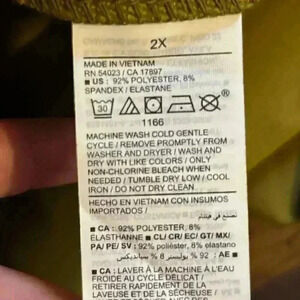 2X
MADE IN VIETNAM
RN 54023 / CA 17897
■ US : 92% POLYESTER, 8%
SPANDEX / ELASTANE
30
1166
MACHINE WASH COLD GENTLE
CYCLE / REMOVE PROMPTLY FROM
WASHER AND DRYER / WASH AND
DRY WITH LIKE COLORS / ONLY
NON-CHLORINE BLEACH WHEN
NEEDED / TUMBLE DRY LOW / COOL
IRON / DO NOT DRY CLEAN
HECHO EN VIETNAM CON INSUMOS
IMPORTADOS /
صنع في فيتنام
■ CA : 92% POLYESTER, 8%
ELASTHANNE ■ CL/ CR/ EC/ GT/ MX/
PA/ PE/ SV : 92% poliéster, 8% elastano
■ AE : 92 % بوليستر 8 %
■ CA : LAVER À LA MACHINE À
L'EAU FROIDE AU CYCLE DÉLICAT /
RETIRER RAPIDEMENT DE LA
LAVEUSE ET DE LA SÉCHEUSE